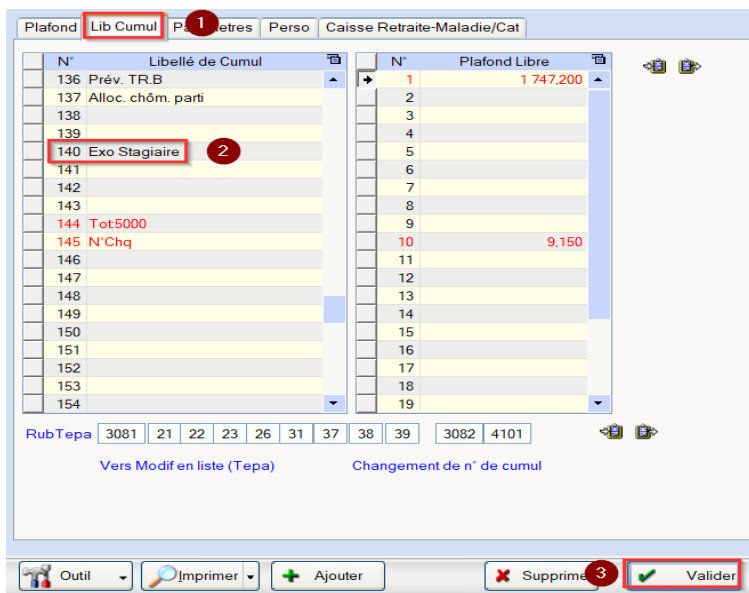 Plafond Lib Cumul P 1 etres Perso Caisse Retraite-Maladie/Cat
N° Libellé de Cumul N° Plafond Libre
136 Prév. TR.B 1 1 747,200
137 Alloc. chôm. parti 2
138 3
139 4
140 Exo Stagiaire 2 5
141 6
142 7
143 8
144 Tot5000 9
145 N°Chq 10 9,150
146 11
147 12
148 13
149 14
150 15
151 16
152 17
153 18
154 19
RubTepa 3081 21 22 23 26 31 37 38 39 3082 4101
Vers Modif en liste (Tepa) Changement de n° de cumul
Outil Imprimer Ajouter Supprime 3 Valider